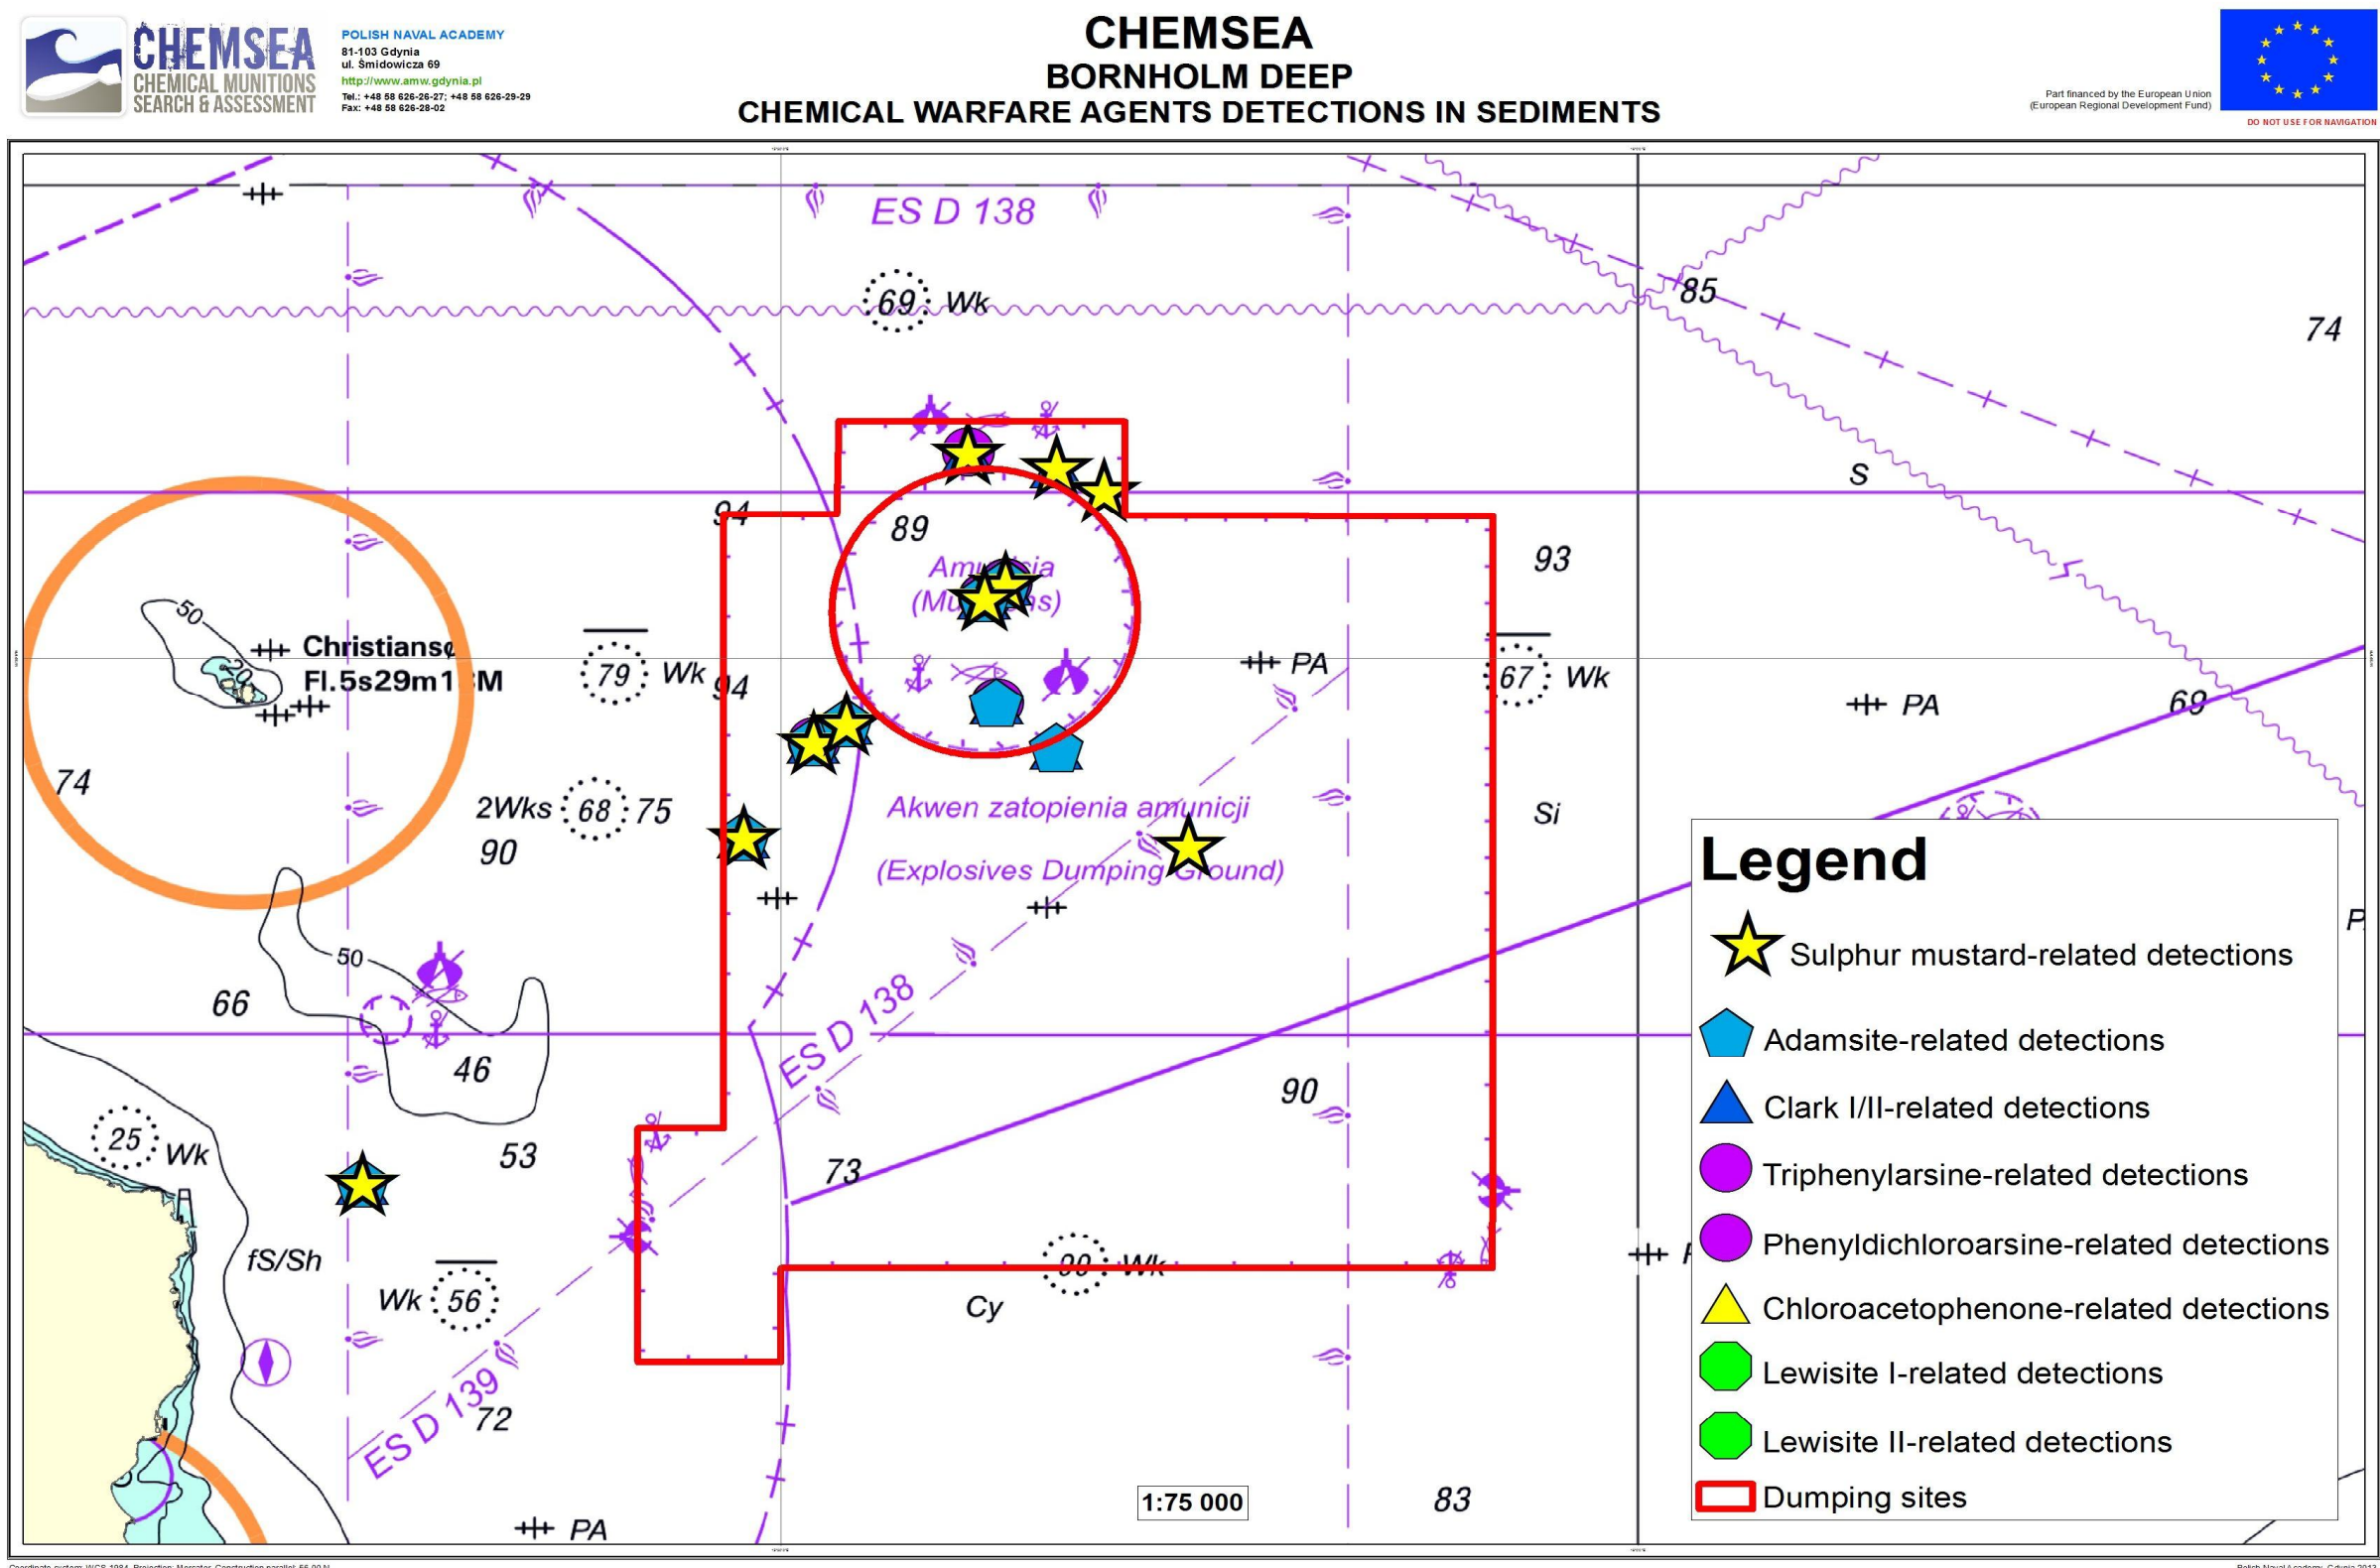 CHEMSEA
CHEMICAL MUNITIONS
SEARCH & ASSESSMENT
POLISH NAVAL ACADEMY
81-103 Gdynia
ul. Śmidowicza 69
http://www.amw.gdynia.pl
Tel.: +48 58 626-26-27; +48 58 626-29-29
Fax: +48 58 626-28-02
CHEMSEA
BORNHOLM DEEP
CHEMICAL WARFARE AGENTS DETECTIONS IN SEDIMENTS
Part financed by the European Union
(European Regional Development Fund)
DO NOT USE FOR NAVIGATION
ES D 138
69 Wk
85
74
S
94
89
93
50
20
79 Wk
94
PA
67 Wk
PA
69
74
2Wks 68 75
90
Akwen zatopienia amunicji
(Explosives Dumping Ground)
Si
50
66
46
ES D 138
90
25 Wk
53
73
fS/Sh
Wk 56
Wk
Cy
ES D 139
72
PA
1:75 000
83
Legend
Sulphur mustard-related detections
Adamsite-related detections
Clark I/II-related detections
Triphenylarsine-related detections
Phenyldichloroarsine-related detections
Chloroacetophenone-related detections
Lewisite I-related detections
Lewisite II-related detections
Dumping sites